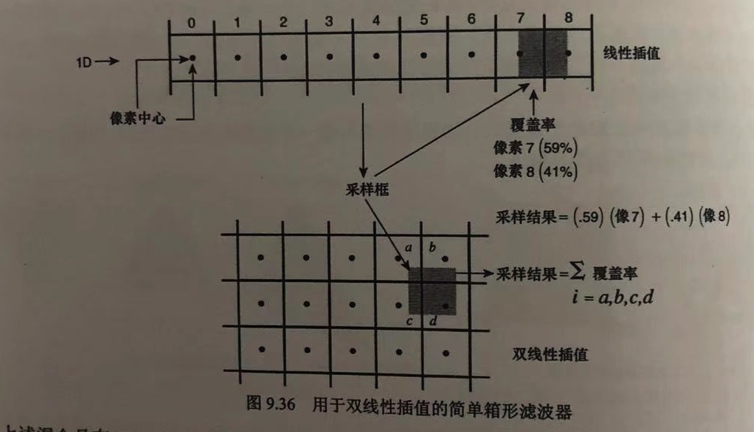 0 1 2 3 4 5 6 7 8
1D
线性插值
像素中心
覆盖率
像素7(59%)
像素8(41%)
采样框
采样结果=(.59)(像7)+(.41)(像8)
a b
采样结果=∑ 覆盖率
i=a,b,c,d
c d
双线性插值
图 9.36 用于双线性插值的简单箱形滤波器